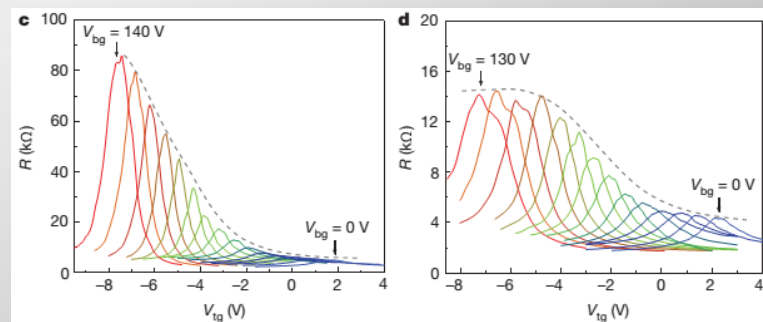 c
100
80
60
40
20
0
R (kΩ)
V_bg = 140 V
V_bg = 0 V
−8 −6 −4 −2 0 2 4
V_tg (V)
d
20
16
12
8
4
0
R (kΩ)
V_bg = 130 V
V_bg = 0 V
−8 −6 −4 −2 0 2 4
V_tg (V)